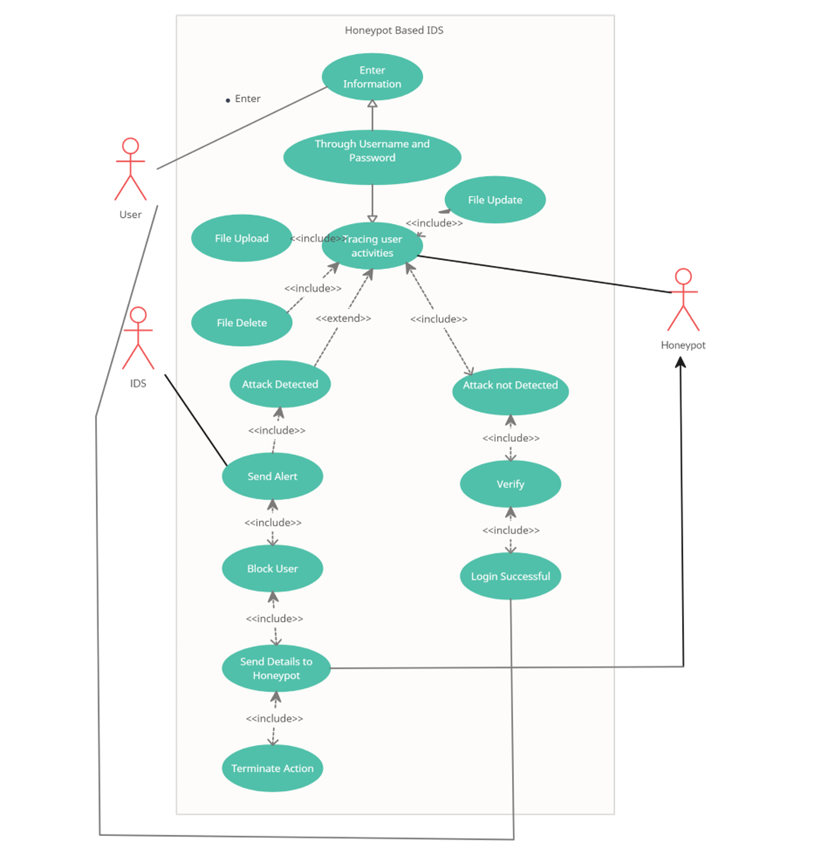 Honeypot Based IDS
Enter
Information
• Enter
Through Username and
Password
User
File Update
<<include>>
File Upload
<<include>>
Tracing user
activities
<<include>>
File Delete
<<extend>>
<<include>>
Honeypot
IDS
Attack Detected
Attack not Detected
<<include>>
<<include>>
Send Alert
Verify
<<include>>
<<include>>
Block User
Login Successful
<<include>>
Send Details to
Honeypot
<<include>>
Terminate Action